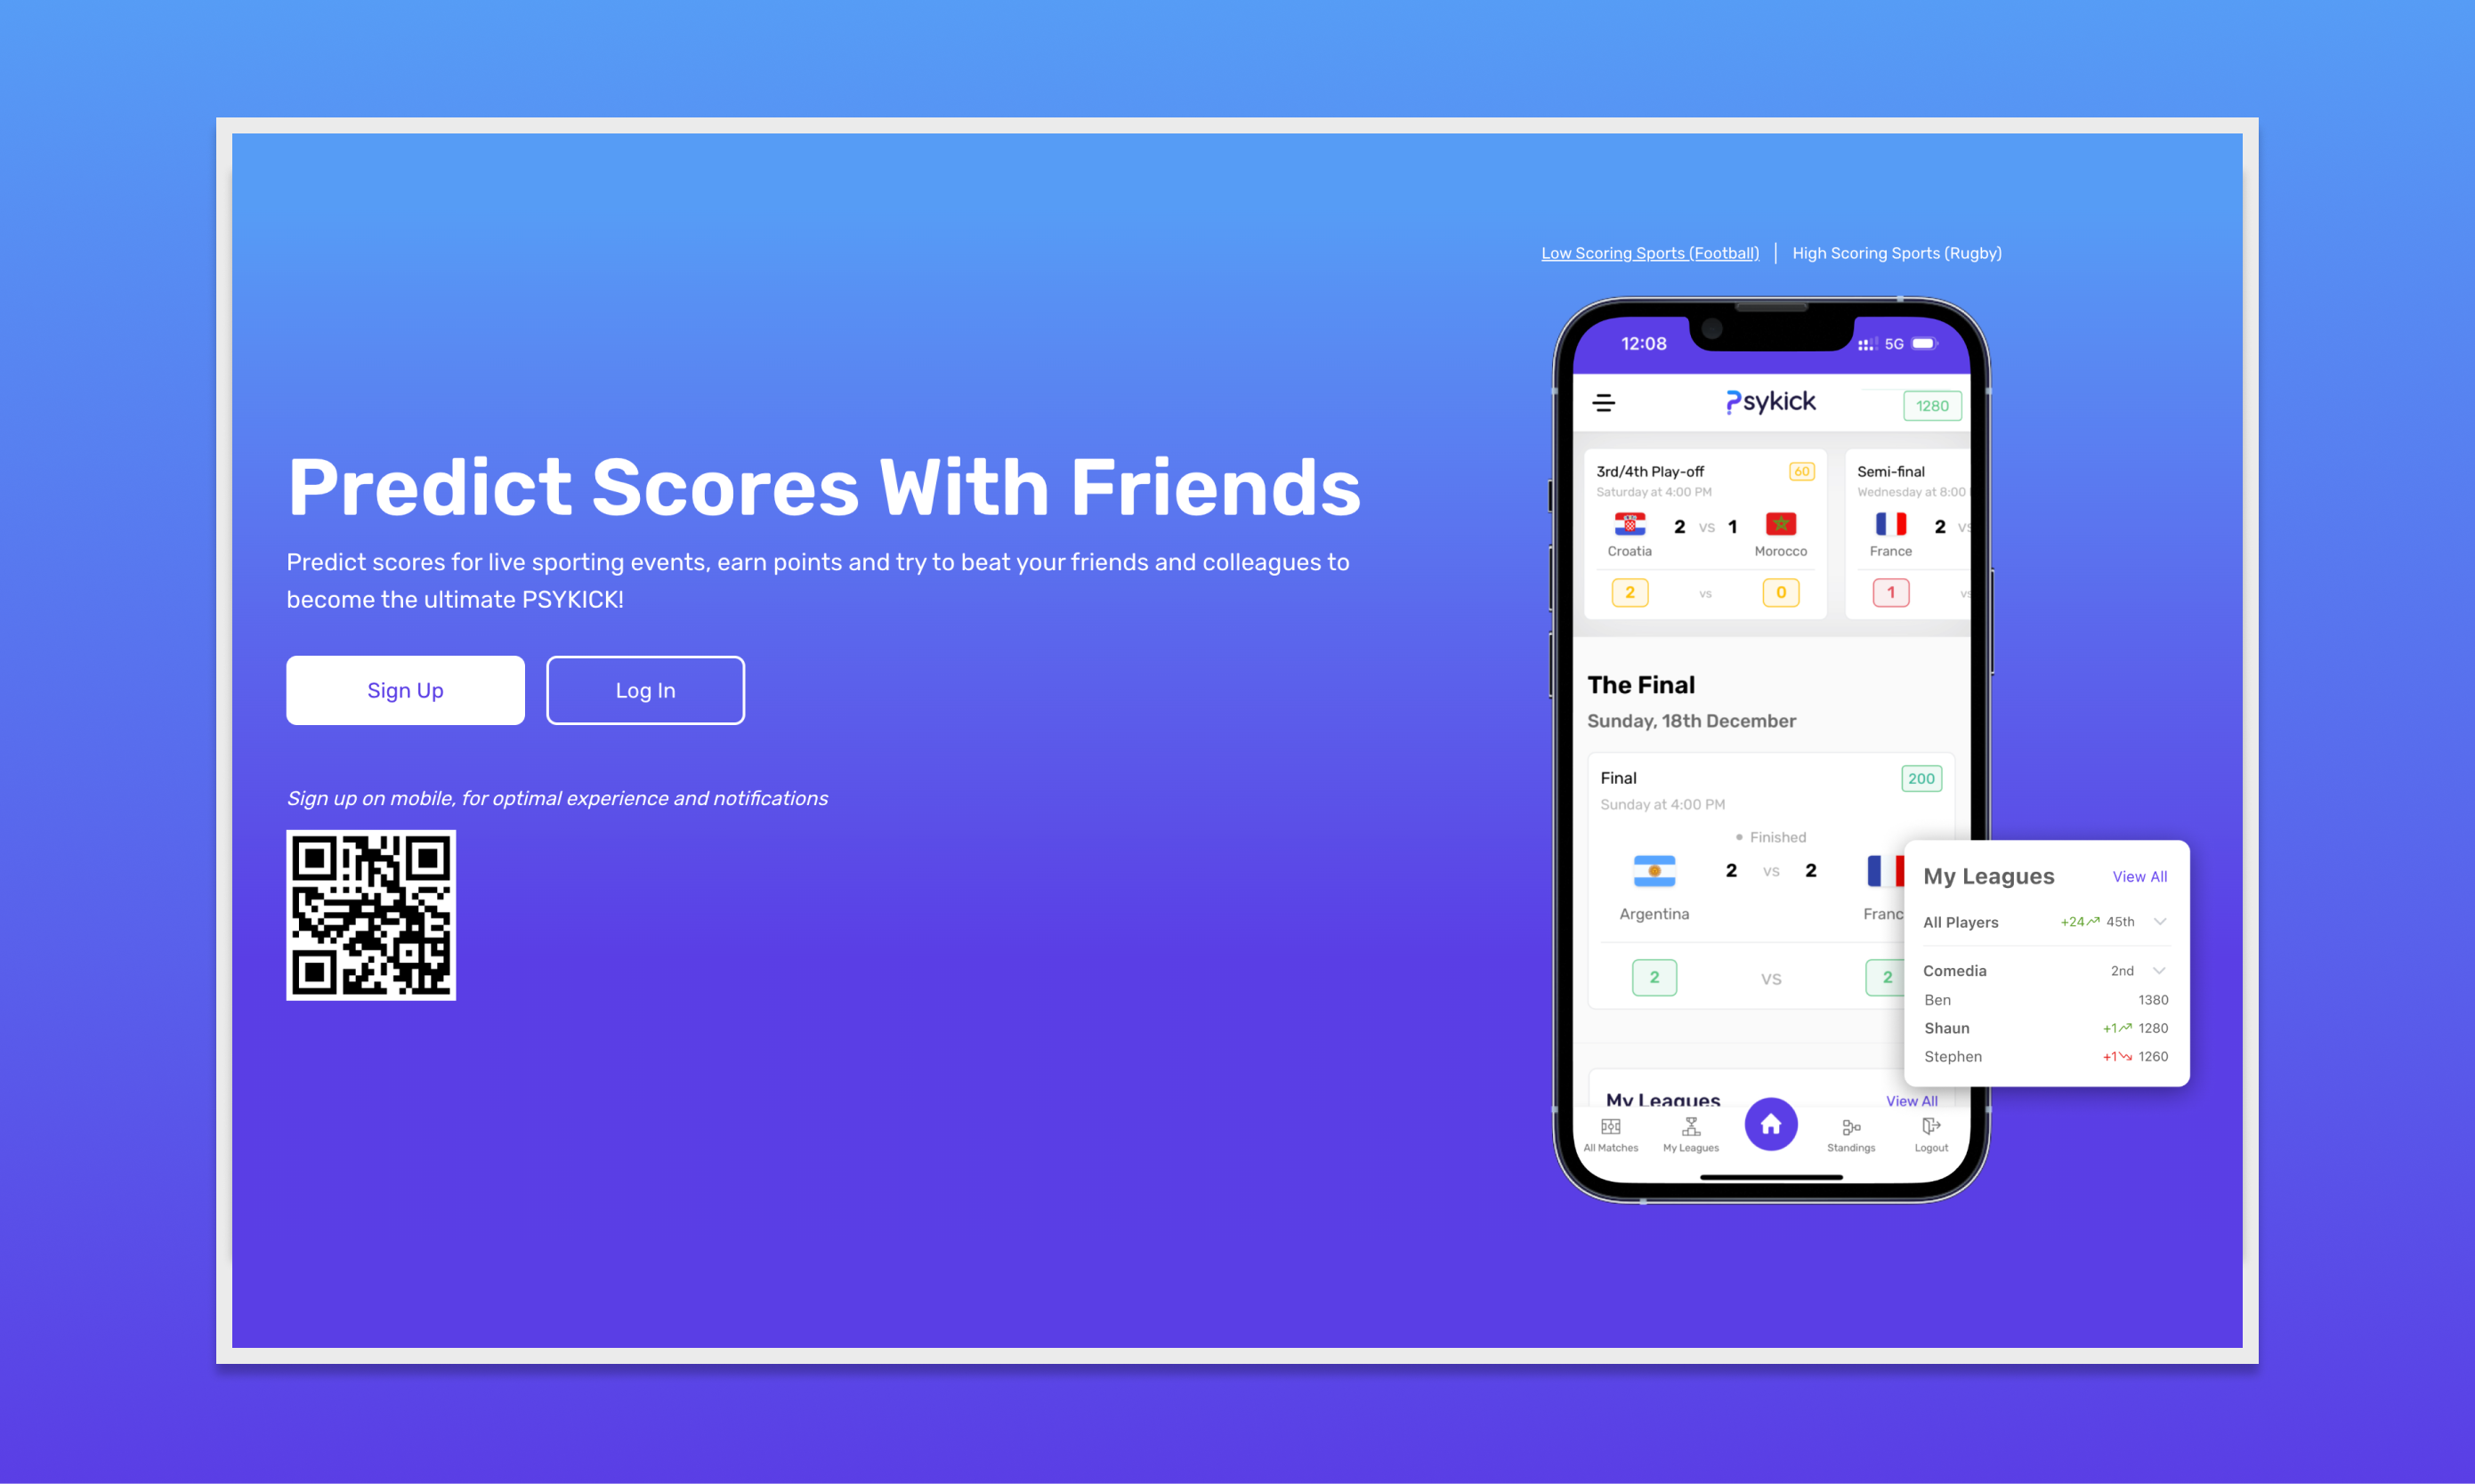 Low Scoring Sports (Football) | High Scoring Sports (Rugby)
Predict Scores With Friends
Predict scores for live sporting events, earn points and try to beat your friends and colleagues to
become the ultimate PSYKICK!
Sign Up
Log In
Sign up on mobile, for optimal experience and notifications
12:08
5G
Psykick
1280
3rd/4th Play-off 60
Saturday at 4:00 PM
2 vs 1
Croatia Morocco
2 vs 0
Semi-final
Wednesday at 8:00
2 vs
France
1 vs
The Final
Sunday, 18th December
Final 200
Sunday at 4:00 PM
• Finished
2 vs 2
Argentina Franc
2 VS 2
My Leagues View All
All Matches
My Leagues
Standings
Logout
My Leagues View All
All Players +24 45th
Comedia 2nd
Ben 1380
Shaun +1 1280
Stephen +1 1260